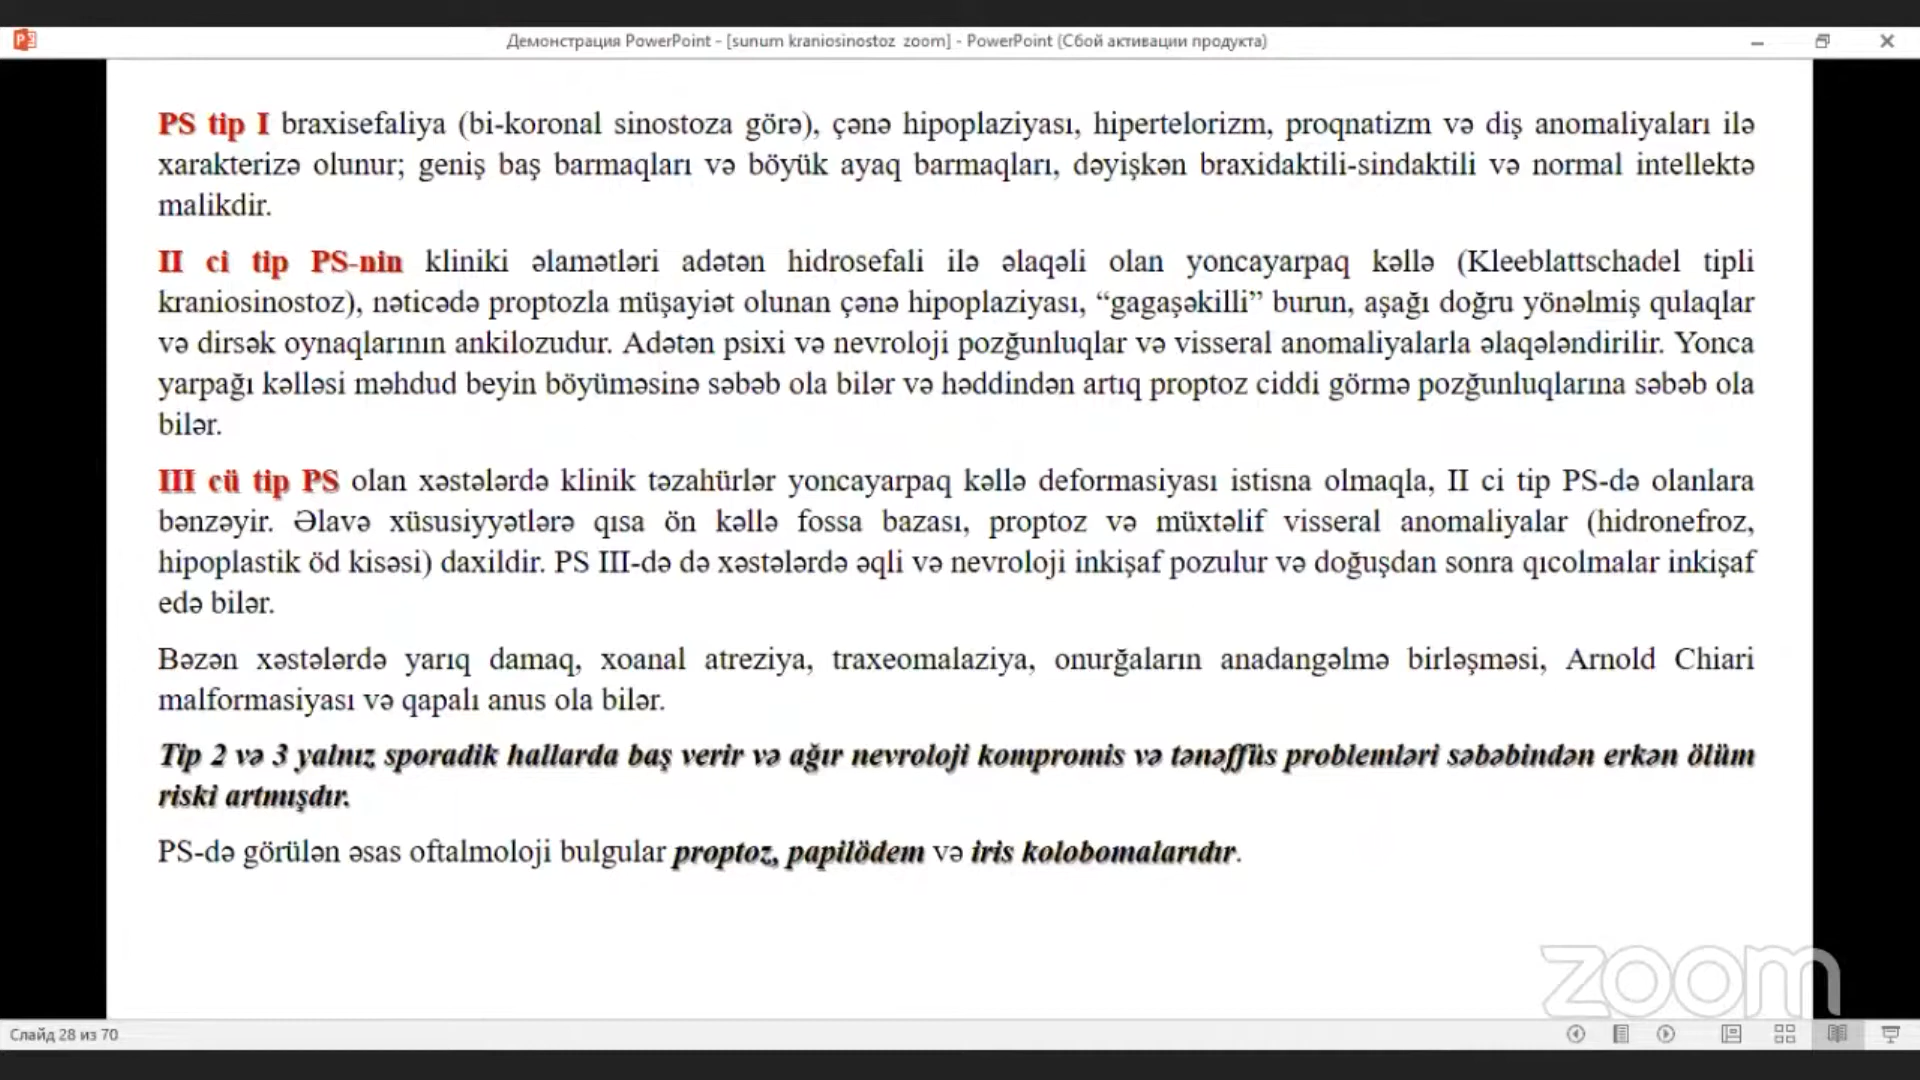 Демонстрация PowerPoint - [sunum kraniosinostoz zoom] - PowerPoint (Сбой активации продукта)
PS tip I braxisefaliya (bi-koronal sinostoza görə), çənə hipoplaziyası, hipertelorizm, proqnatizm və diş anomaliyaları ilə
xarakterizə olunur; geniş baş barmaqları və böyük ayaq barmaqları, dəyişkən braxidaktili-sindaktili və normal intellektə
malikdir.
II ci tip PS-nin kliniki əlamətləri adətən hidrosefali ilə əlaqəli olan yoncayarpaq kəllə (Kleeblattschadel tipli
kraniosinostoz), nəticədə proptozla müşayiət olunan çənə hipoplaziyası, “gagaşəkilli” burun, aşağı doğru yönəlmiş qulaqlar
və dirsək oynaqlarının ankilozudur. Adətən psixi və nevroloji pozğunluqlar və visseral anomaliyalarla əlaqələndirilir. Yonca
yarpağı kəlləsi məhdud beyin böyüməsinə səbəb ola bilər və həddindən artıq proptoz ciddi görmə pozğunluqlarına səbəb ola
bilər.
III cü tip PS olan xəstələrdə klinik təzahürlər yoncayarpaq kəllə deformasiyası istisna olmaqla, II ci tip PS-də olanlara
bənzəyir. Əlavə xüsusiyyətlərə qısa ön kəllə fossa bazası, proptoz və müxtəlif visseral anomaliyalar (hidronefroz,
hipoplastik öd kisəsi) daxildir. PS III-də də xəstələrdə əqli və nevroloji inkişaf pozulur və doğuşdan sonra qıcolmalar inkişaf
edə bilər.
Bəzən xəstələrdə yarıq damaq, xoanal atreziya, traxeomalaziya, onurğaların anadangəlmə birləşməsi, Arnold Chiari
malformasiyası və qapalı anus ola bilər.
Tip 2 və 3 yalnız sporadik hallarda baş verir və ağır nevroloji kompromis və tənəffüs problemləri səbəbindən erkən ölüm
riski artmışdır.
PS-də görülən əsas oftalmoloji bulgular proptoz, papilödem və iris kolobomalarıdır.
zoom
Слайд 28 из 70